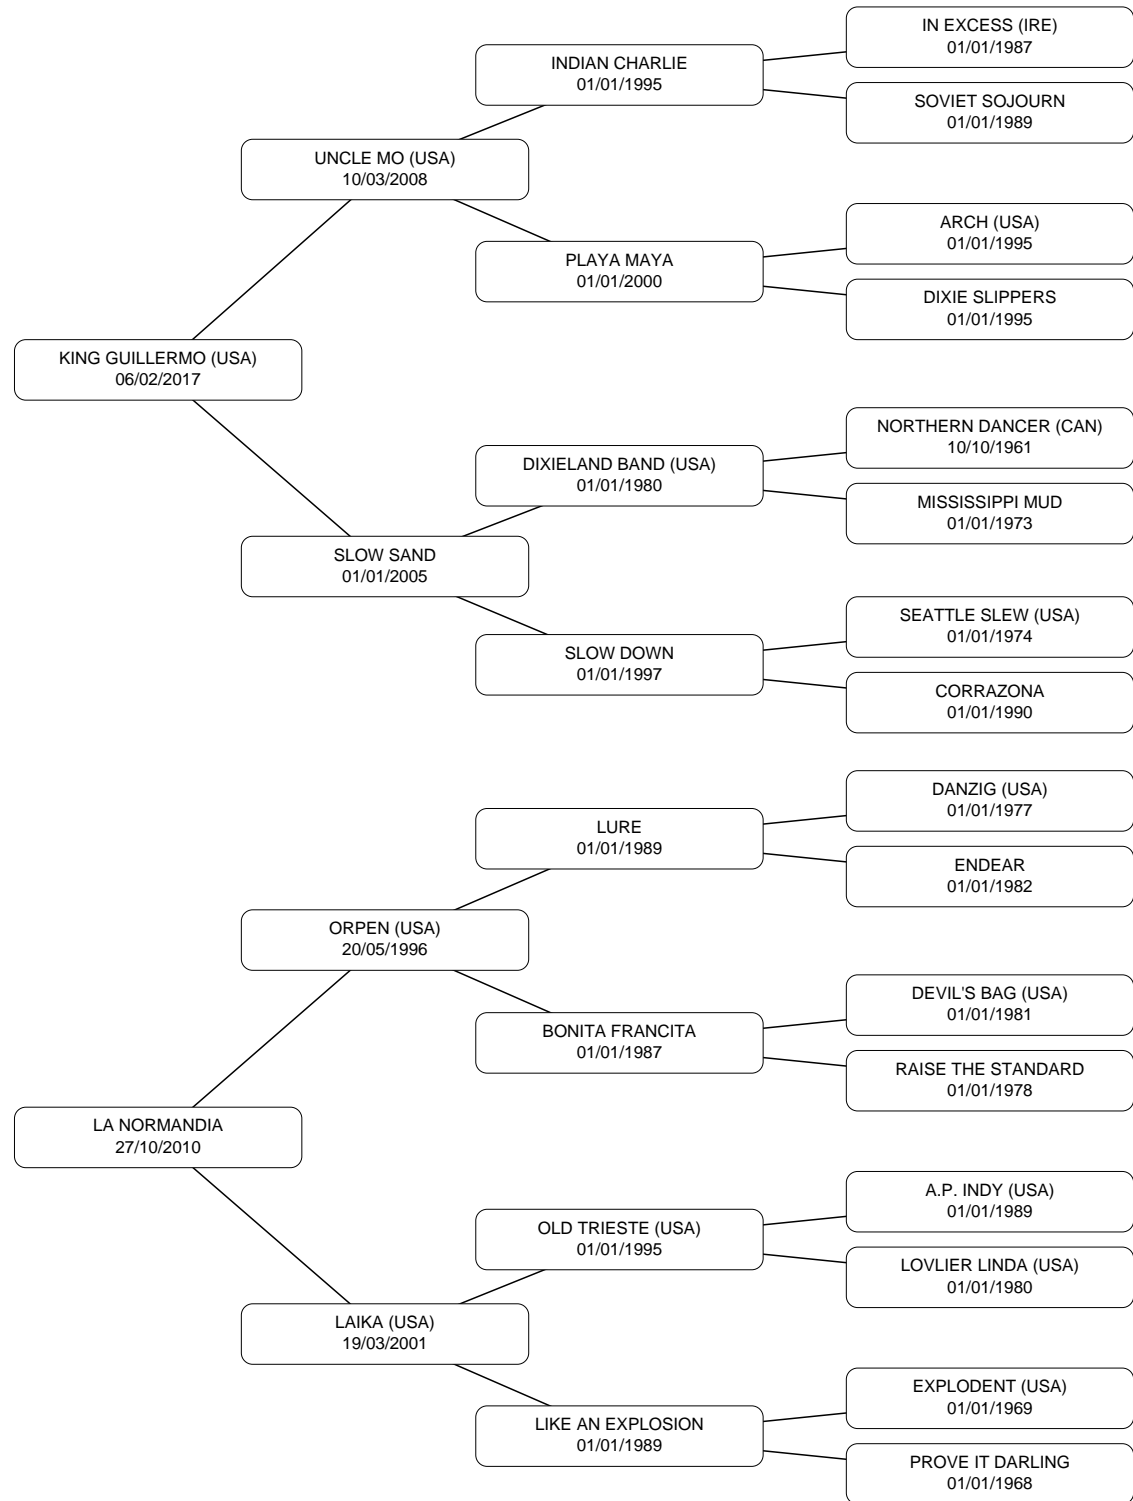 IN EXCESS (IRE)
01/01/1987
INDIAN CHARLIE
01/01/1995
SOVIET SOJOURN
01/01/1989
UNCLE MO (USA)
10/03/2008
ARCH (USA)
01/01/1995
PLAYA MAYA
01/01/2000
DIXIE SLIPPERS
01/01/1995
KING GUILLERMO (USA)
06/02/2017
NORTHERN DANCER (CAN)
10/10/1961
DIXIELAND BAND (USA)
01/01/1980
MISSISSIPPI MUD
01/01/1973
SLOW SAND
01/01/2005
SEATTLE SLEW (USA)
01/01/1974
SLOW DOWN
01/01/1997
CORRAZONA
01/01/1990
DANZIG (USA)
01/01/1977
LURE
01/01/1989
ENDEAR
01/01/1982
ORPEN (USA)
20/05/1996
DEVIL'S BAG (USA)
01/01/1981
BONITA FRANCITA
01/01/1987
RAISE THE STANDARD
01/01/1978
LA NORMANDIA
27/10/2010
A.P. INDY (USA)
01/01/1989
OLD TRIESTE (USA)
01/01/1995
LOVLIER LINDA (USA)
01/01/1980
LAIKA (USA)
19/03/2001
EXPLODENT (USA)
01/01/1969
LIKE AN EXPLOSION
01/01/1989
PROVE IT DARLING
01/01/1968